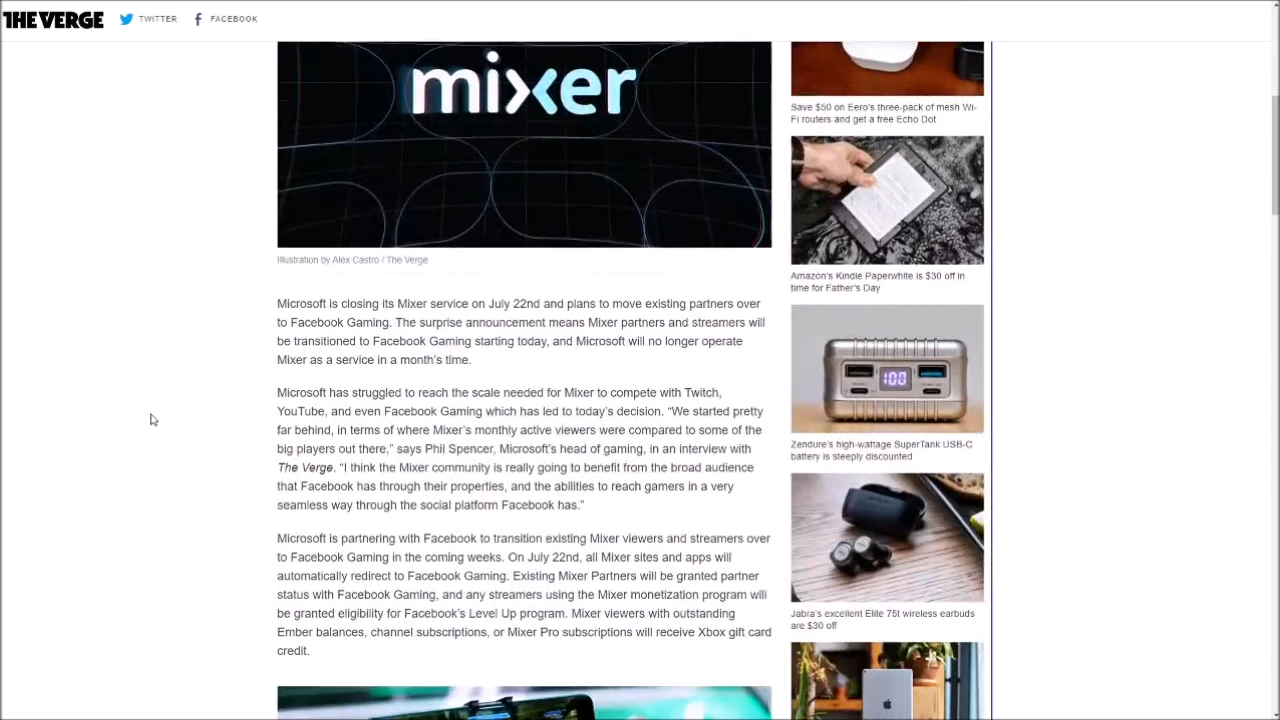 THE VERGE
TWITTER
FACEBOOK
mixer
Illustration by Alex Castro / The Verge
Microsoft is closing its Mixer service on July 22nd and plans to move existing partners over
to Facebook Gaming. The surprise announcement means Mixer partners and streamers will
be transitioned to Facebook Gaming starting today, and Microsoft will no longer operate
Mixer as a service in a month's time.
Microsoft has struggled to reach the scale needed for Mixer to compete with Twitch,
YouTube, and even Facebook Gaming which has led to today's decision. “We started pretty
far behind, in terms of where Mixer's monthly active viewers were compared to some of the
big players out there,” says Phil Spencer, Microsoft's head of gaming, in an interview with
The Verge. “I think the Mixer community is really going to benefit from the broad audience
that Facebook has through their properties, and the abilities to reach gamers in a very
seamless way through the social platform Facebook has.”
Microsoft is partnering with Facebook to transition existing Mixer viewers and streamers over
to Facebook Gaming in the coming weeks. On July 22nd, all Mixer sites and apps will
automatically redirect to Facebook Gaming. Existing Mixer Partners will be granted partner
status with Facebook Gaming, and any streamers using the Mixer monetization program will
be granted eligibility for Facebook's Level Up program. Mixer viewers with outstanding
Ember balances, channel subscriptions, or Mixer Pro subscriptions will receive Xbox gift card
credit.
Save $50 on Eero's three-pack of mesh Wi-
Fi routers and get a free Echo Dot
Amazon's Kindle Paperwhite is $30 off in
time for Father's Day
100
Zendure's high-wattage SuperTank USB-C
battery is steeply discounted
Jabra's excellent Elite 75t wireless earbuds
are $30 off